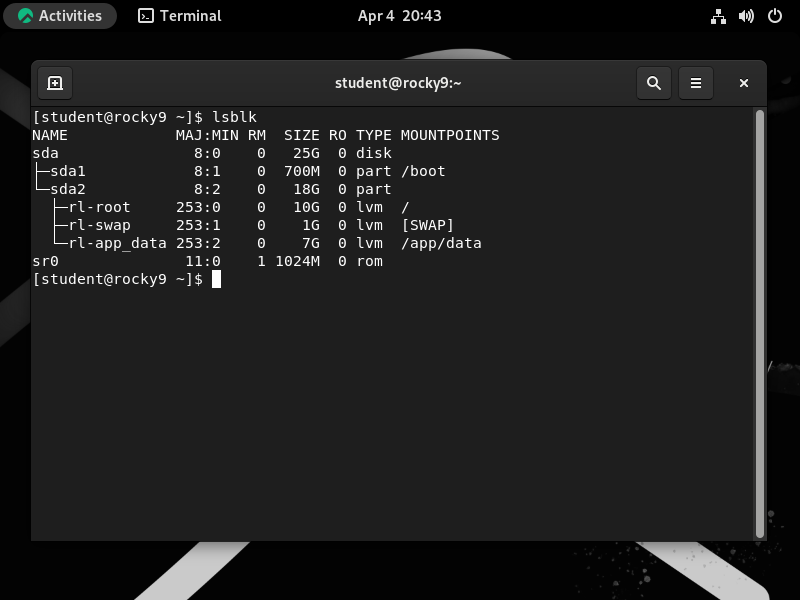 Activities Terminal Apr 4 20:43
student@rocky9:~
[student@rocky9 ~]$ lsblk
NAME            MAJ:MIN RM   SIZE RO TYPE MOUNTPOINTS
sda               8:0    0    25G  0 disk
├─sda1            8:1    0   700M  0 part /boot
└─sda2            8:2    0    18G  0 part
  ├─rl-root     253:0    0    10G  0 lvm  /
  ├─rl-swap     253:1    0     1G  0 lvm  [SWAP]
  └─rl-app_data 253:2    0     7G  0 lvm  /app/data
sr0              11:0    1  1024M  0 rom
[student@rocky9 ~]$